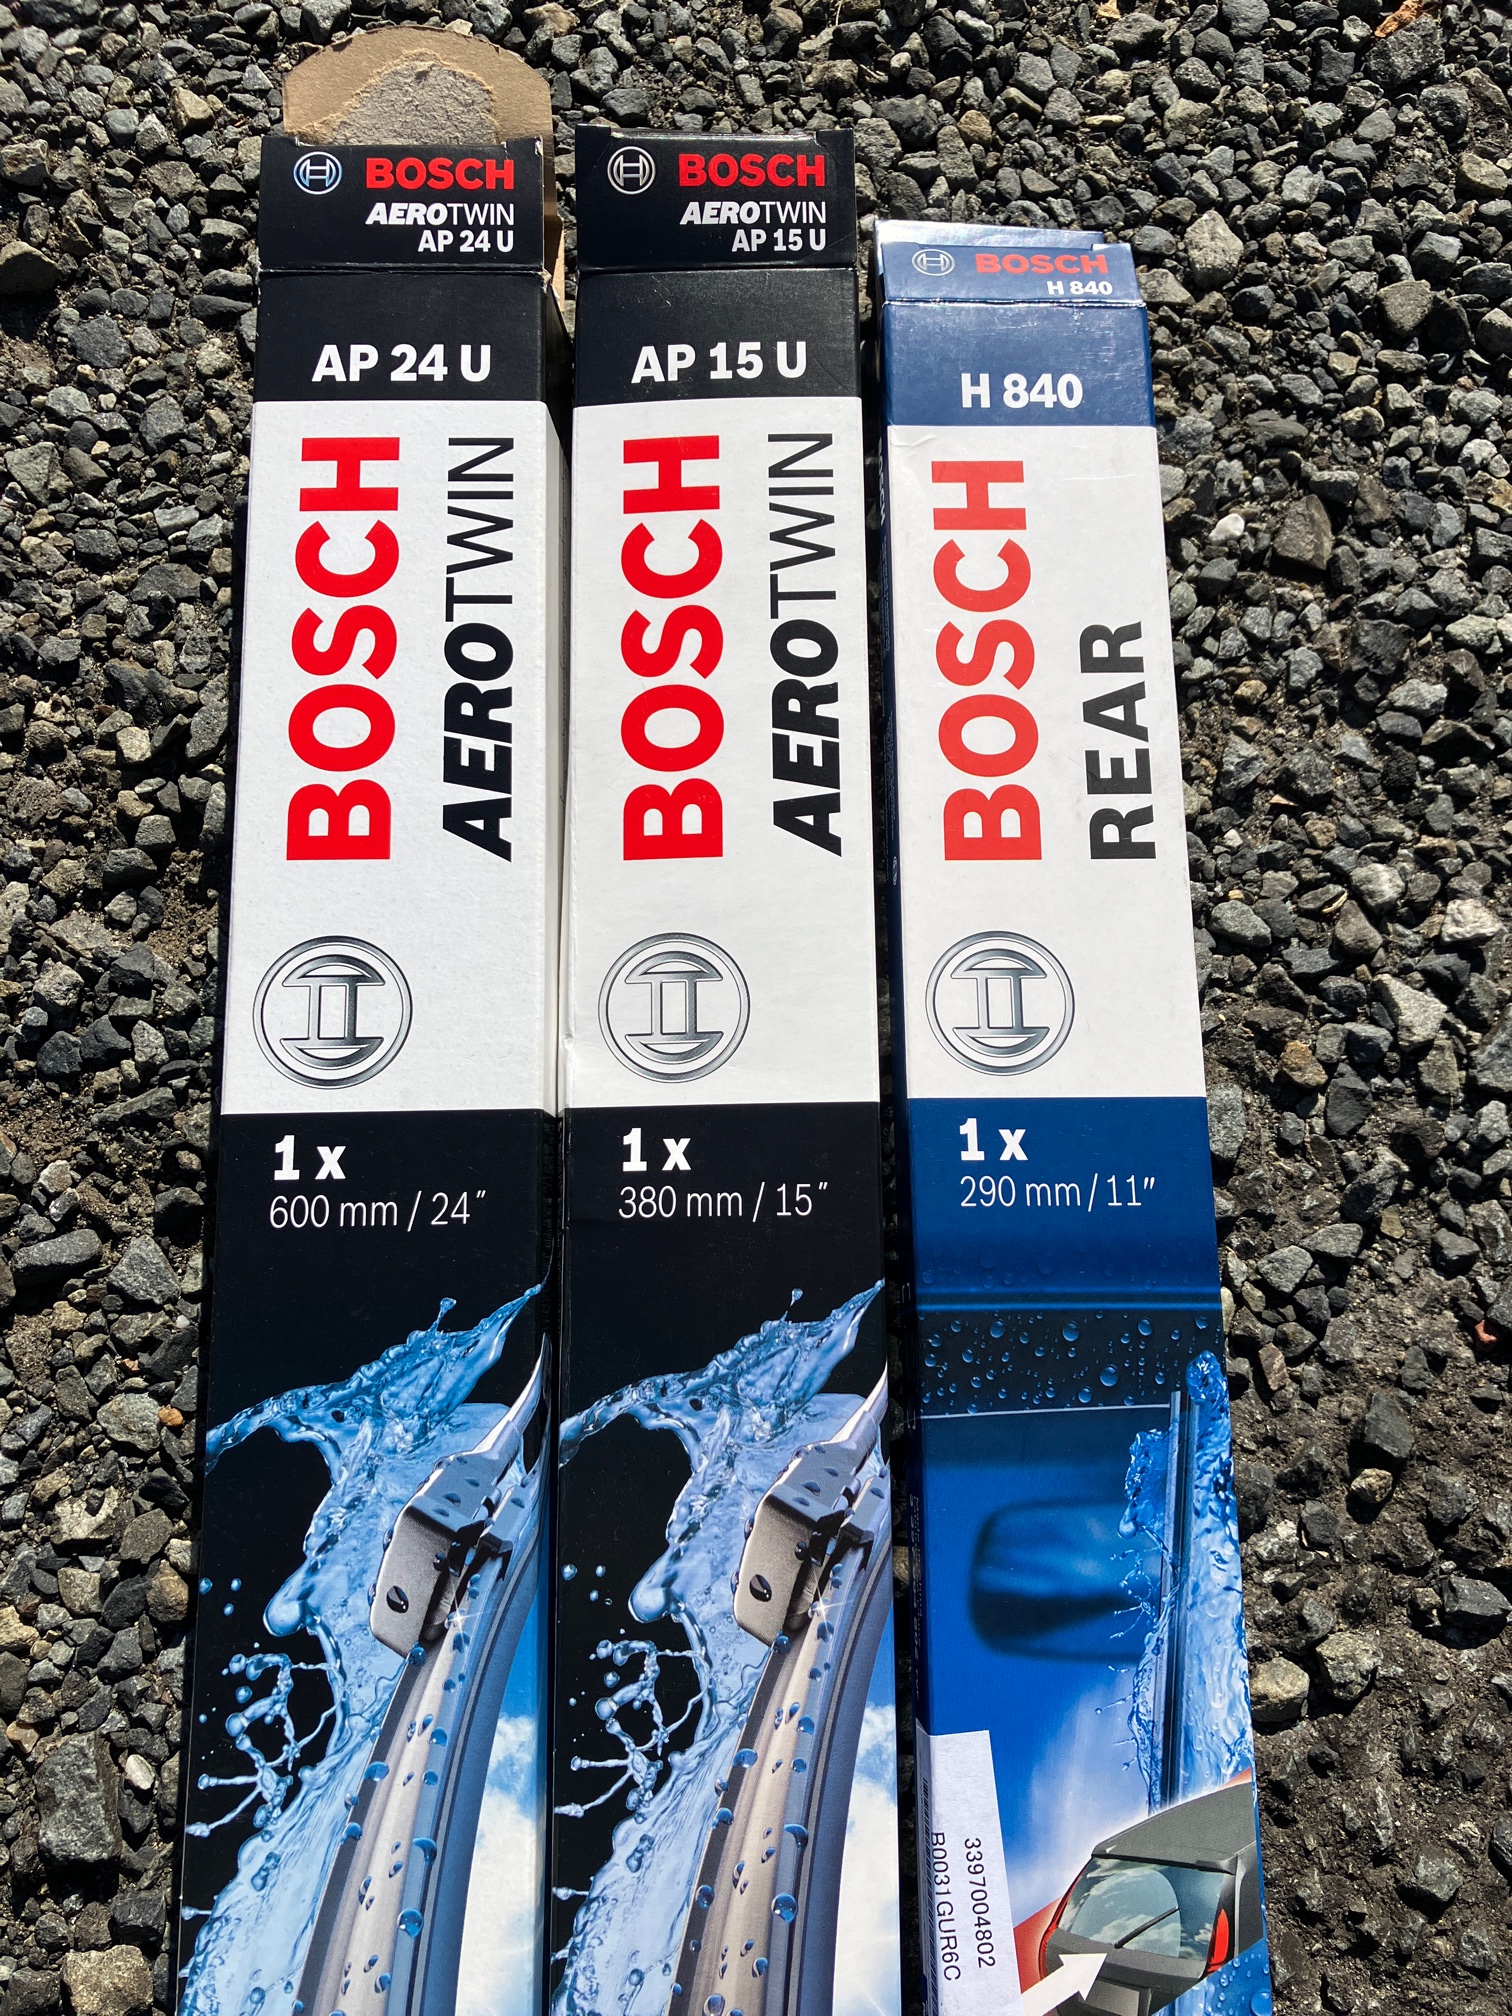 BOSCH
AEROTWIN
AP 24 U
AP 24 U
BOSCH
AEROTWIN
1 x
600 mm / 24"
BOSCH
AEROTWIN
AP 15 U
AP 15 U
BOSCH
AEROTWIN
1 x
380 mm / 15"
BOSCH
H 840
H 840
BOSCH
REAR
1 x
290 mm / 11"
3397004802
B0031GUR6C